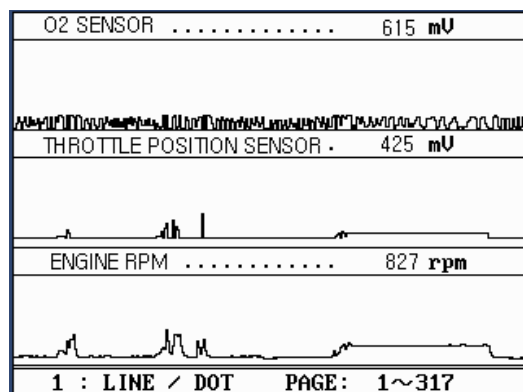 O2 SENSOR ............. 615 mV
THROTTLE POSITION SENSOR . 425 mV
ENGINE RPM ............ 827 rpm
1 : LINE / DOT PAGE: 1~317